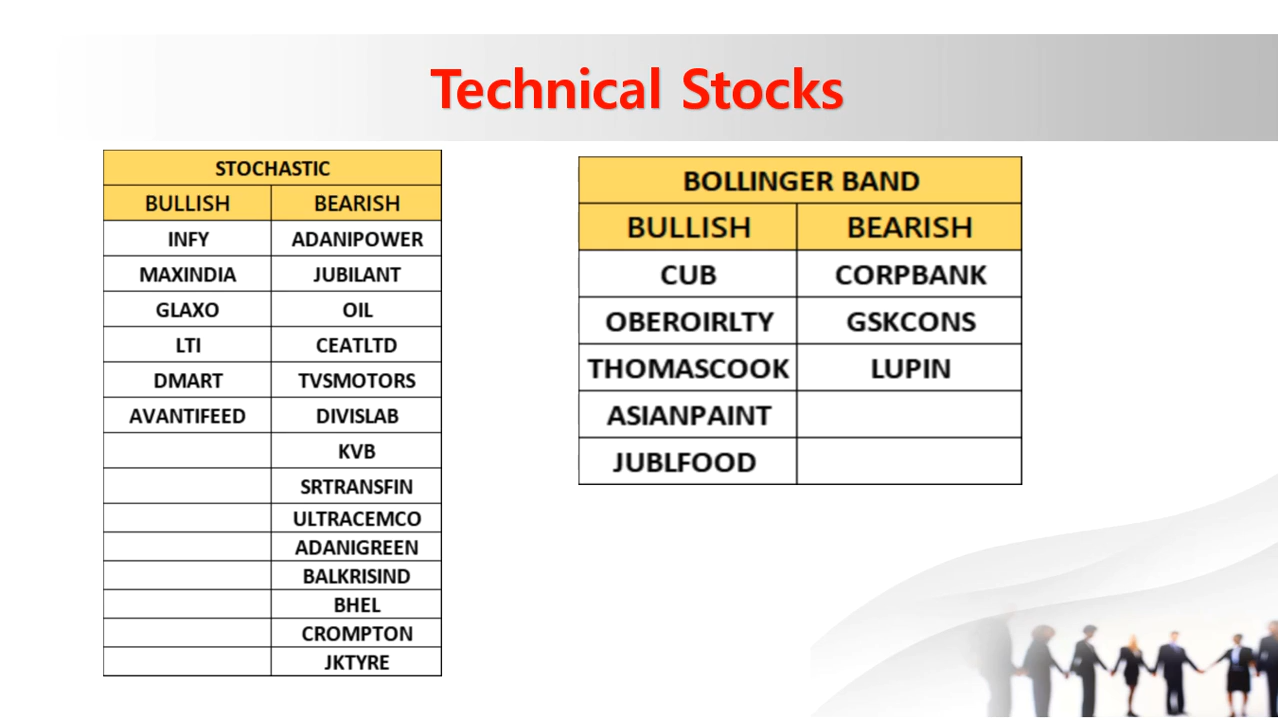 Technical Stocks
STOCHASTIC
BULLISH BEARISH
INFY ADANIPOWER
MAXINDIA JUBILANT
GLAXO OIL
LTI CEATLTD
DMART TVSMOTORS
AVANTIFEED DIVISLAB
KVB
SRTRANSFIN
ULTRACEMCO
ADANIGREEN
BALKRISIND
BHEL
CROMPTON
JKTYRE
BOLLINGER BAND
BULLISH BEARISH
CUB CORPBANK
OBEROIRLTY GSKCONS
THOMASCOOK LUPIN
ASIANPAINT
JUBLFOOD